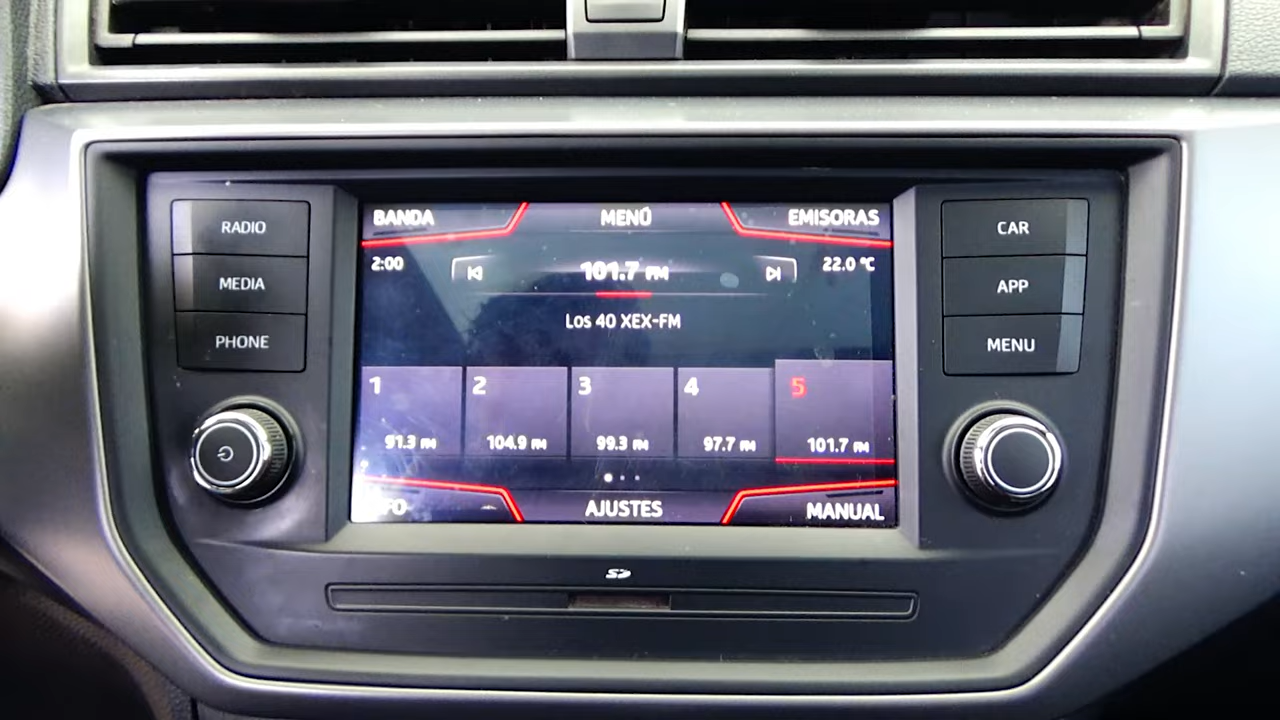 BANDA MENÚ EMISORAS
RADIO
CAR
2:00 101.7 FM 22.0 °C
MEDIA
APP
Los 40 XEX-FM
PHONE
MENU
1 2 3 4 5
91.3 FM 104.9 FM 99.3 FM 97.7 FM 101.7 FM
AJUSTES MANUAL
SD